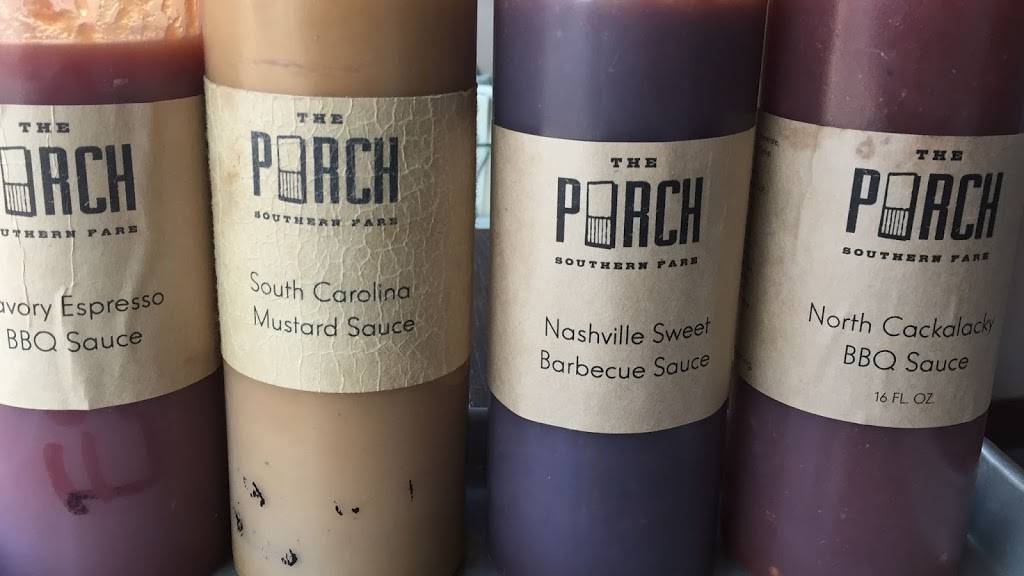 THE
PORCH
SOUTHERN FARE
avory Espresso
BBQ Sauce
THE
PORCH
SOUTHERN FARE
South Carolina
Mustard Sauce
THE
PORCH
SOUTHERN FARE
Nashville Sweet
Barbecue Sauce
THE
PORCH
SOUTHERN FARE
North Cackalacky
BBQ Sauce
16 FL. OZ.